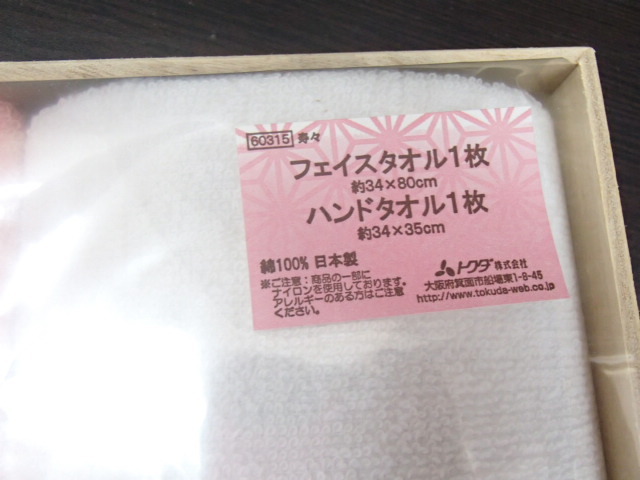 60315 寿々
フェイスタオル1枚
約34×80cm
ハンドタオル1枚
約34×35cm
綿100% 日本製
※ご注意:商品の一部に
ナイロンを使用しております。
アレルギーのある方はご注意
ください。
トクダ株式会社
大阪府箕面市船場東1-8-45
http://www.tokuda-web.co.jp